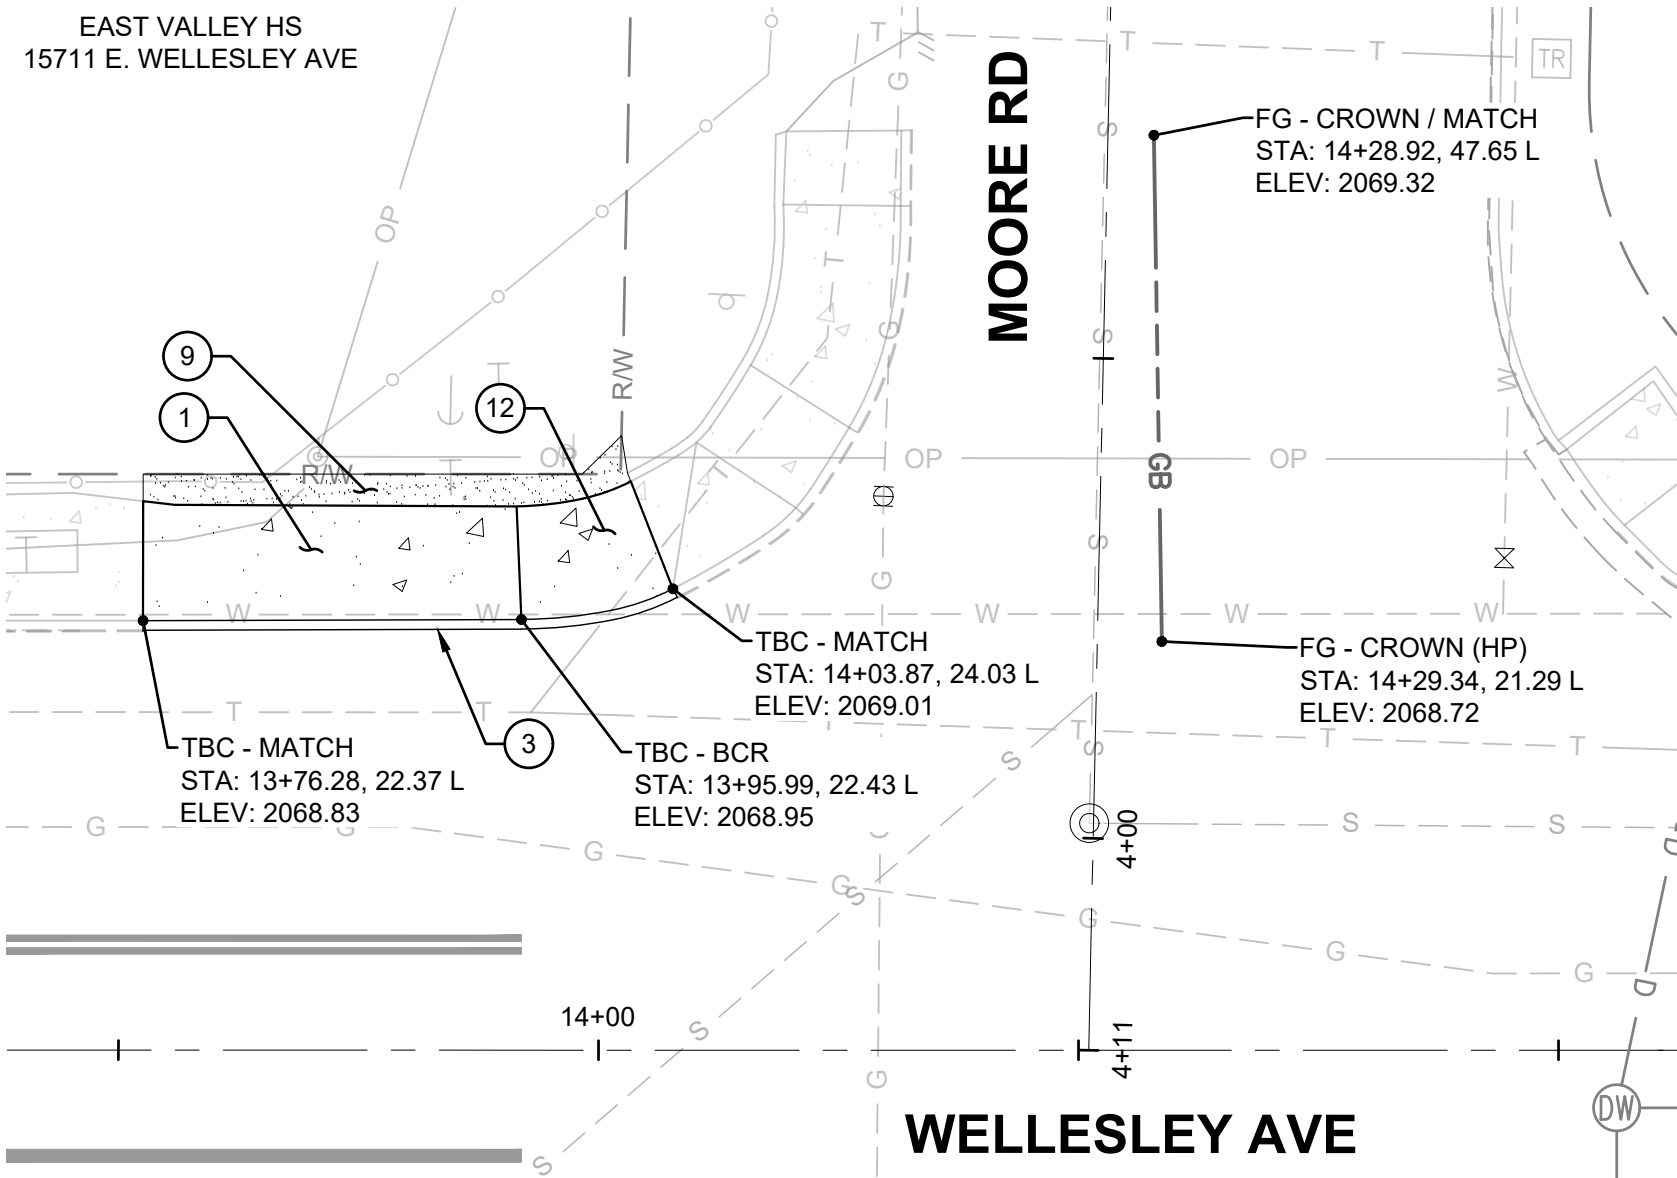 EAST VALLEY HS
15711 E. WELLESLEY AVE
MOORE RD
TR
FG - CROWN / MATCH
STA: 14+28.92, 47.65 L
ELEV: 2069.32
T
T
T
G
S
OP
T
G
S
R/W
W
9
1
12
T
T
T
R/W
OP
OP
OP
GB
S
G
W
W
W
W
W
W
TBC - MATCH
STA: 14+03.87, 24.03 L
ELEV: 2069.01
FG - CROWN (HP)
STA: 14+29.34, 21.29 L
ELEV: 2068.72
T
T
T
T
T
3
TBC - MATCH
STA: 13+76.28, 22.37 L
ELEV: 2068.83
TBC - BCR
STA: 13+95.99, 22.43 L
ELEV: 2068.95
S
S
S
S
4+00
G
G
G
G
S
G
G
G
D
D
14+00
S
4+11
G
DW
WELLESLEY AVE
S